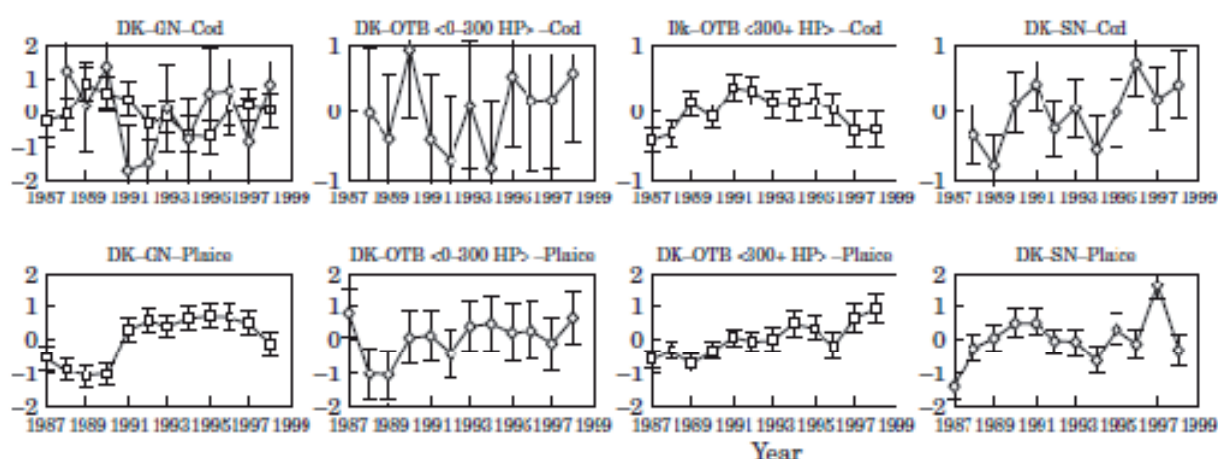 DK–GN–Cod DK–OTB <0–300 HP> –Cod Dk–OTB <300+ HP> –Cod DK–SN–Cod
2 1 1 1
1
0 0 0 0
–1
–2 –1 –1 –1
1987 1989 1991 1993 1995 1997 1999 1987 1989 1991 1993 1995 1997 1999 1987 1989 1991 1993 1995 1997 1999 1987 1989 1991 1993 1995 1997 1999
DK–GN–Plaice DK–OTB <0–300 HP> –Plaice DK–OTB <300+ HP> –Plaice DK–SN–Plaice
2 2 2 2
1 1 1 1
0 0 0 0
–1 –1 –1 –1
–2 –2 –2 –2
1987 1989 1991 1993 1995 1997 1999 1987 1989 1991 1993 1995 1997 1999 1987 1989 1991 1993 1995 1997 1999 1987 1989 1991 1993 1995 1997 1999
Year